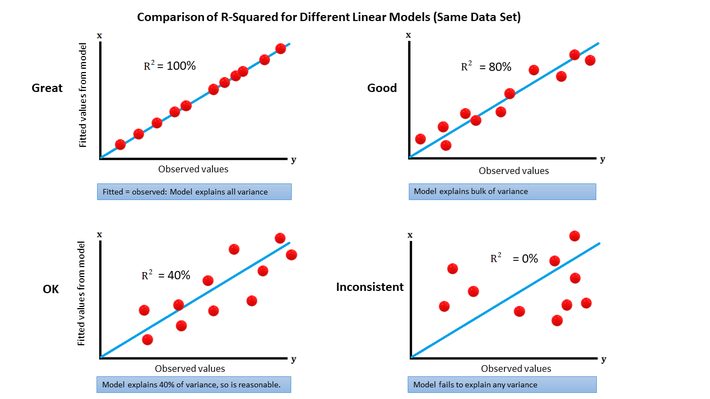 Comparison of R-Squared for Different Linear Models (Same Data Set)
Great
x
Fitted values from model
R² = 100%
y
Observed values
Fitted = observed: Model explains all variance
Good
x
R² = 80%
y
Observed values
Model explains bulk of variance
OK
x
Fitted values from model
R² = 40%
y
Observed values
Model explains 40% of variance, so is reasonable.
Inconsistent
x
R² = 0%
y
Observed values
Model fails to explain any variance